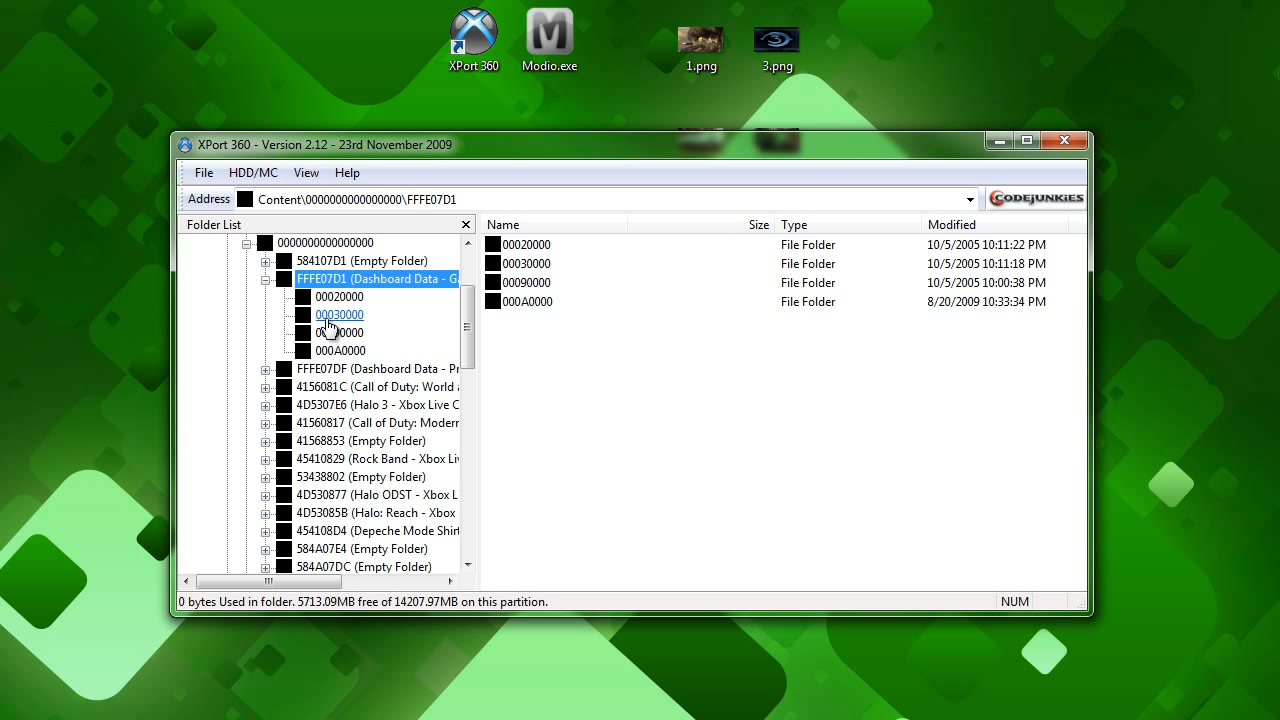 XPort 360
Modio.exe
1.png
3.png
XPort 360 - Version 2.12 - 23rd November 2009
File HDD/MC View Help
Address Content\0000000000000000\FFFE07D1 CODEJUNKIES
Folder List
Name Size Type Modified
0000000000000000
584107D1 (Empty Folder)
FFFE07D1 (Dashboard Data - Ga
00020000
00030000
0000
000A0000
FFFE07DF (Dashboard Data - Pr
4156081C (Call of Duty: World a
4D5307E6 (Halo 3 - Xbox Live C
41560817 (Call of Duty: Modern
41568853 (Empty Folder)
45410829 (Rock Band - Xbox Liv
53438802 (Empty Folder)
4D530877 (Halo ODST - Xbox L
4D53085B (Halo: Reach - Xbox
454108D4 (Depeche Mode Shirt
584A07E4 (Empty Folder)
584A07DC (Empty Folder)
00020000 File Folder 10/5/2005 10:11:22 PM
00030000 File Folder 10/5/2005 10:11:18 PM
00090000 File Folder 10/5/2005 10:00:38 PM
000A0000 File Folder 8/20/2009 10:33:34 PM
0 bytes Used in folder. 5713.09MB free of 14207.97MB on this partition. NUM